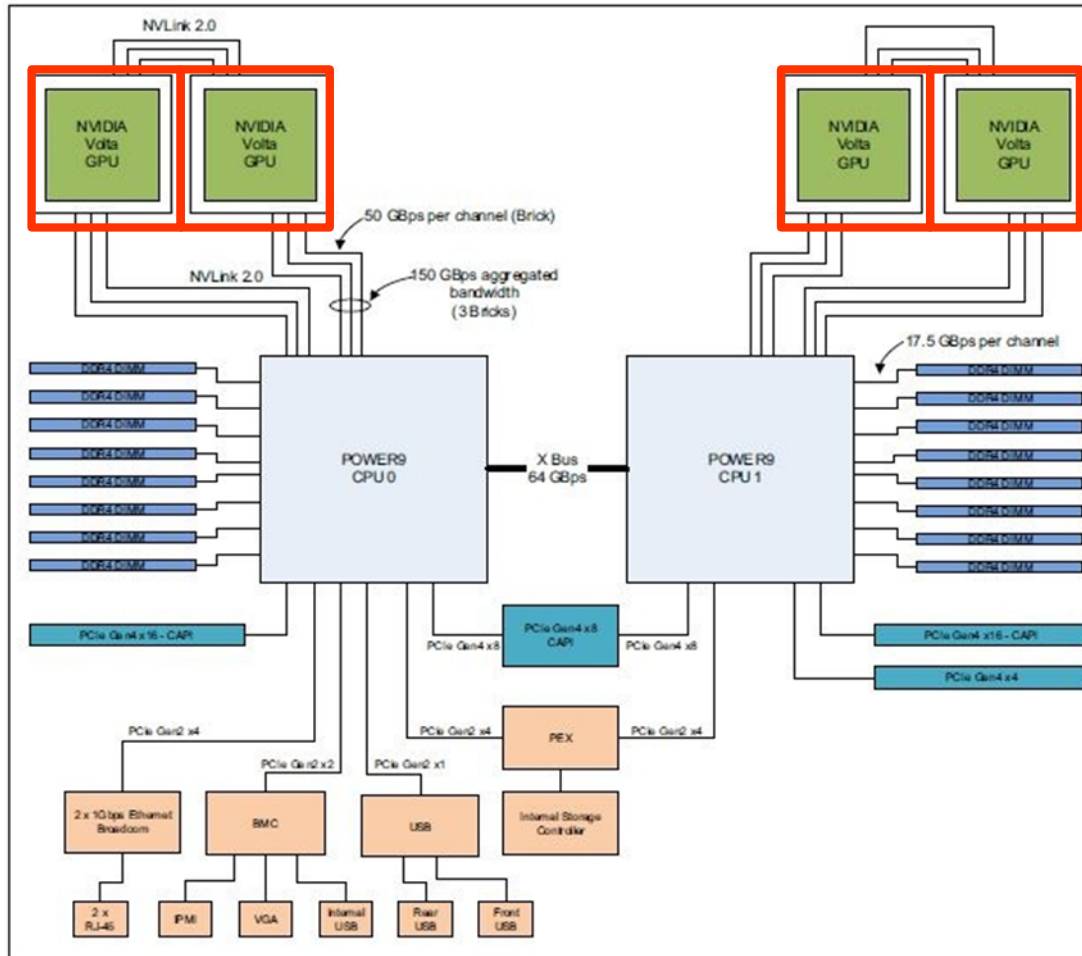 NVLink 2.0
NVIDIA
Volta
GPU
NVIDIA
Volta
GPU
NVIDIA
Volta
GPU
NVIDIA
Volta
GPU
50 GBps per channel (Brick)
NVLink 2.0
150 GBps aggregated
bandwidth
(3 Bricks)
17.5 GBps per channel
DDR4 DIMM
DDR4 DIMM
DDR4 DIMM
DDR4 DIMM
DDR4 DIMM
DDR4 DIMM
DDR4 DIMM
DDR4 DIMM
POWER9
CPU 0
X Bus
64 GBps
POWER9
CPU 1
DDR4 DIMM
DDR4 DIMM
DDR4 DIMM
DDR4 DIMM
DDR4 DIMM
DDR4 DIMM
DDR4 DIMM
DDR4 DIMM
PCIe Gen4 x16 - CAPI
PCIe Gen4 x8
PCIe Gen4 x8
CAPI
PCIe Gen4 x8
PCIe Gen4 x16 - CAPI
PCIe Gen4 x4
PCIe Gen2 x4
PCIe Gen2 x2
PCIe Gen2 x1
PCIe Gen2 x4
PEX
PCIe Gen2 x4
2 x 1Gbps Ethernet
Broadcom
BMC
USB
Internal Storage
Controller
2 x
RJ-45
IPMI
VGA
Internal
USB
Rear
USB
Front
USB